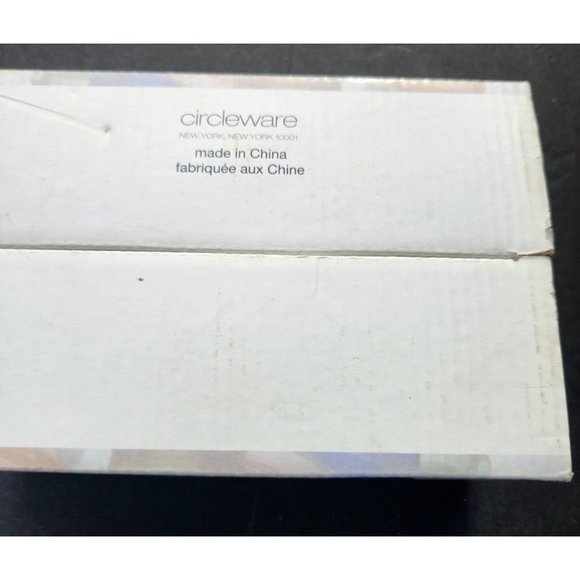 circleware
NEW YORK, NEW YORK 10001
made in China
fabriquée aux Chine